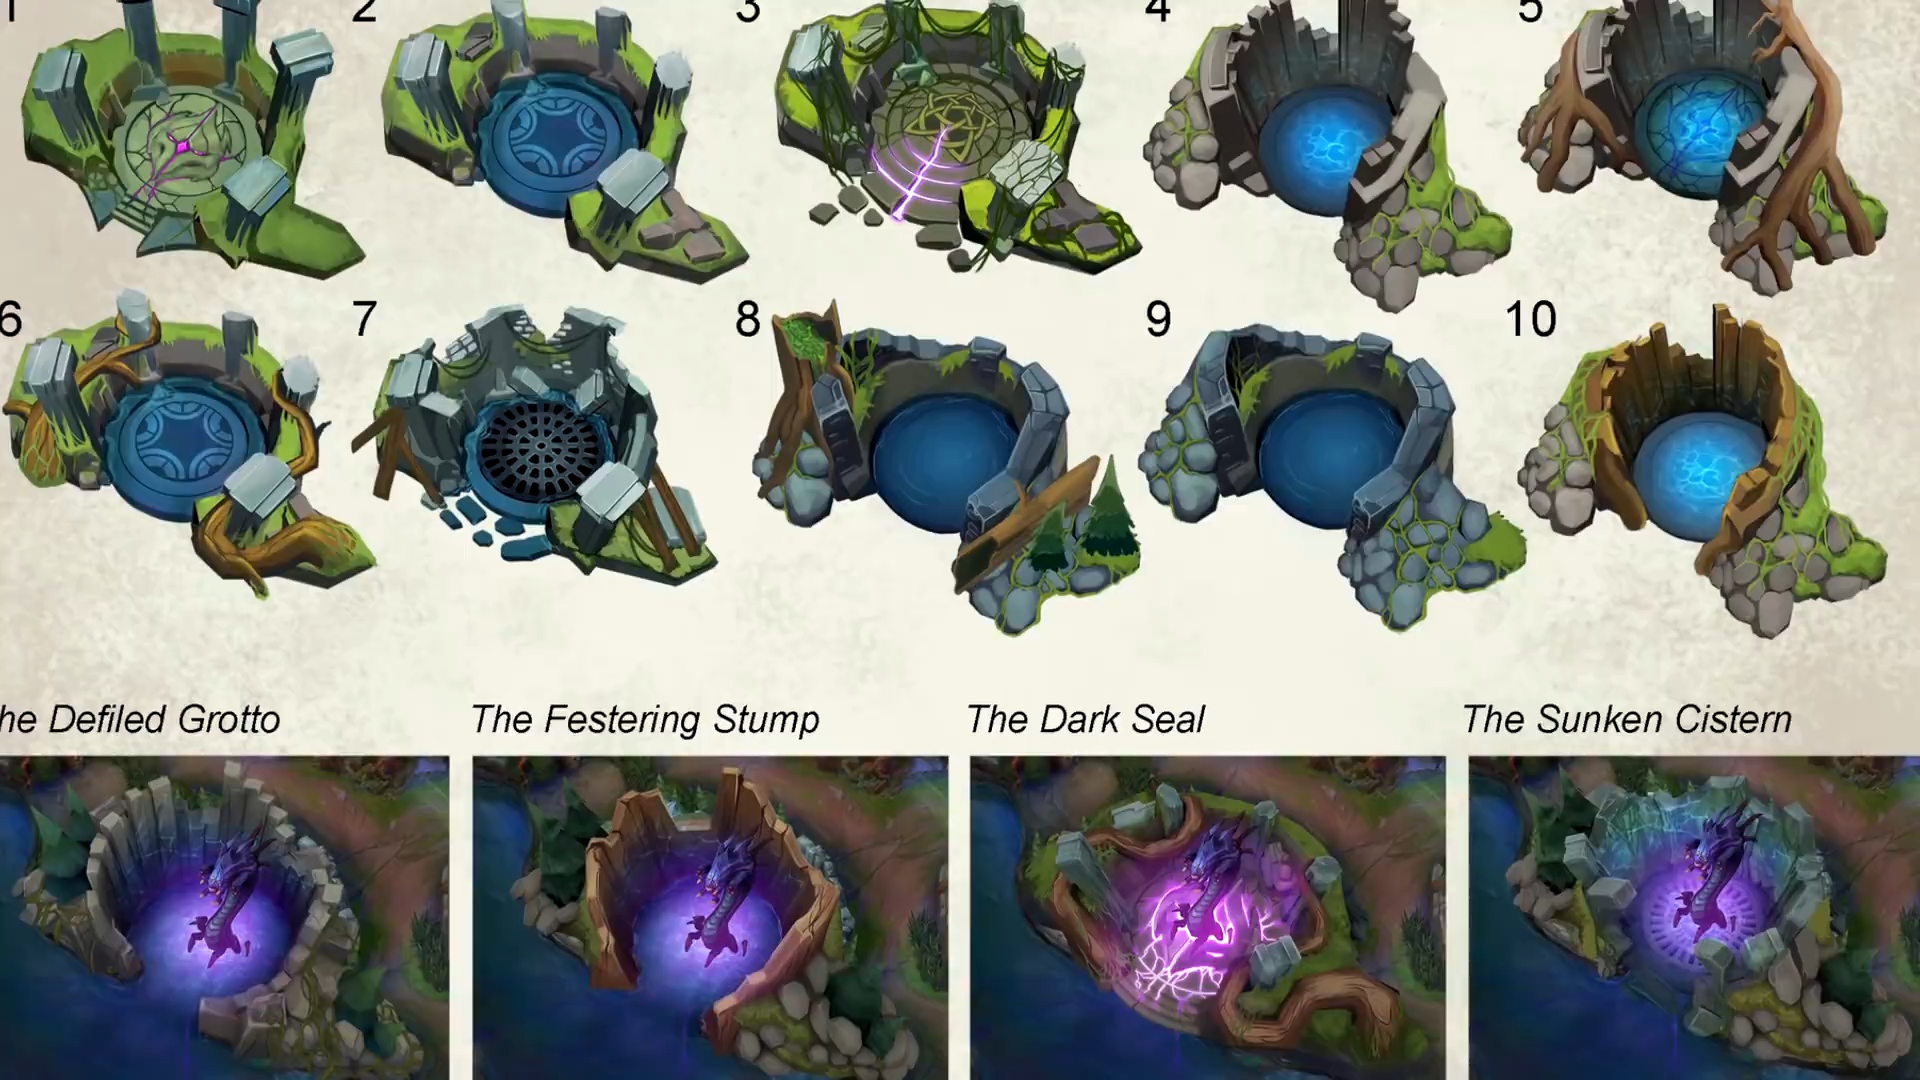 1 2 3 4 5
6 7 8 9 10
he Defiled Grotto The Festering Stump The Dark Seal The Sunken Cistern